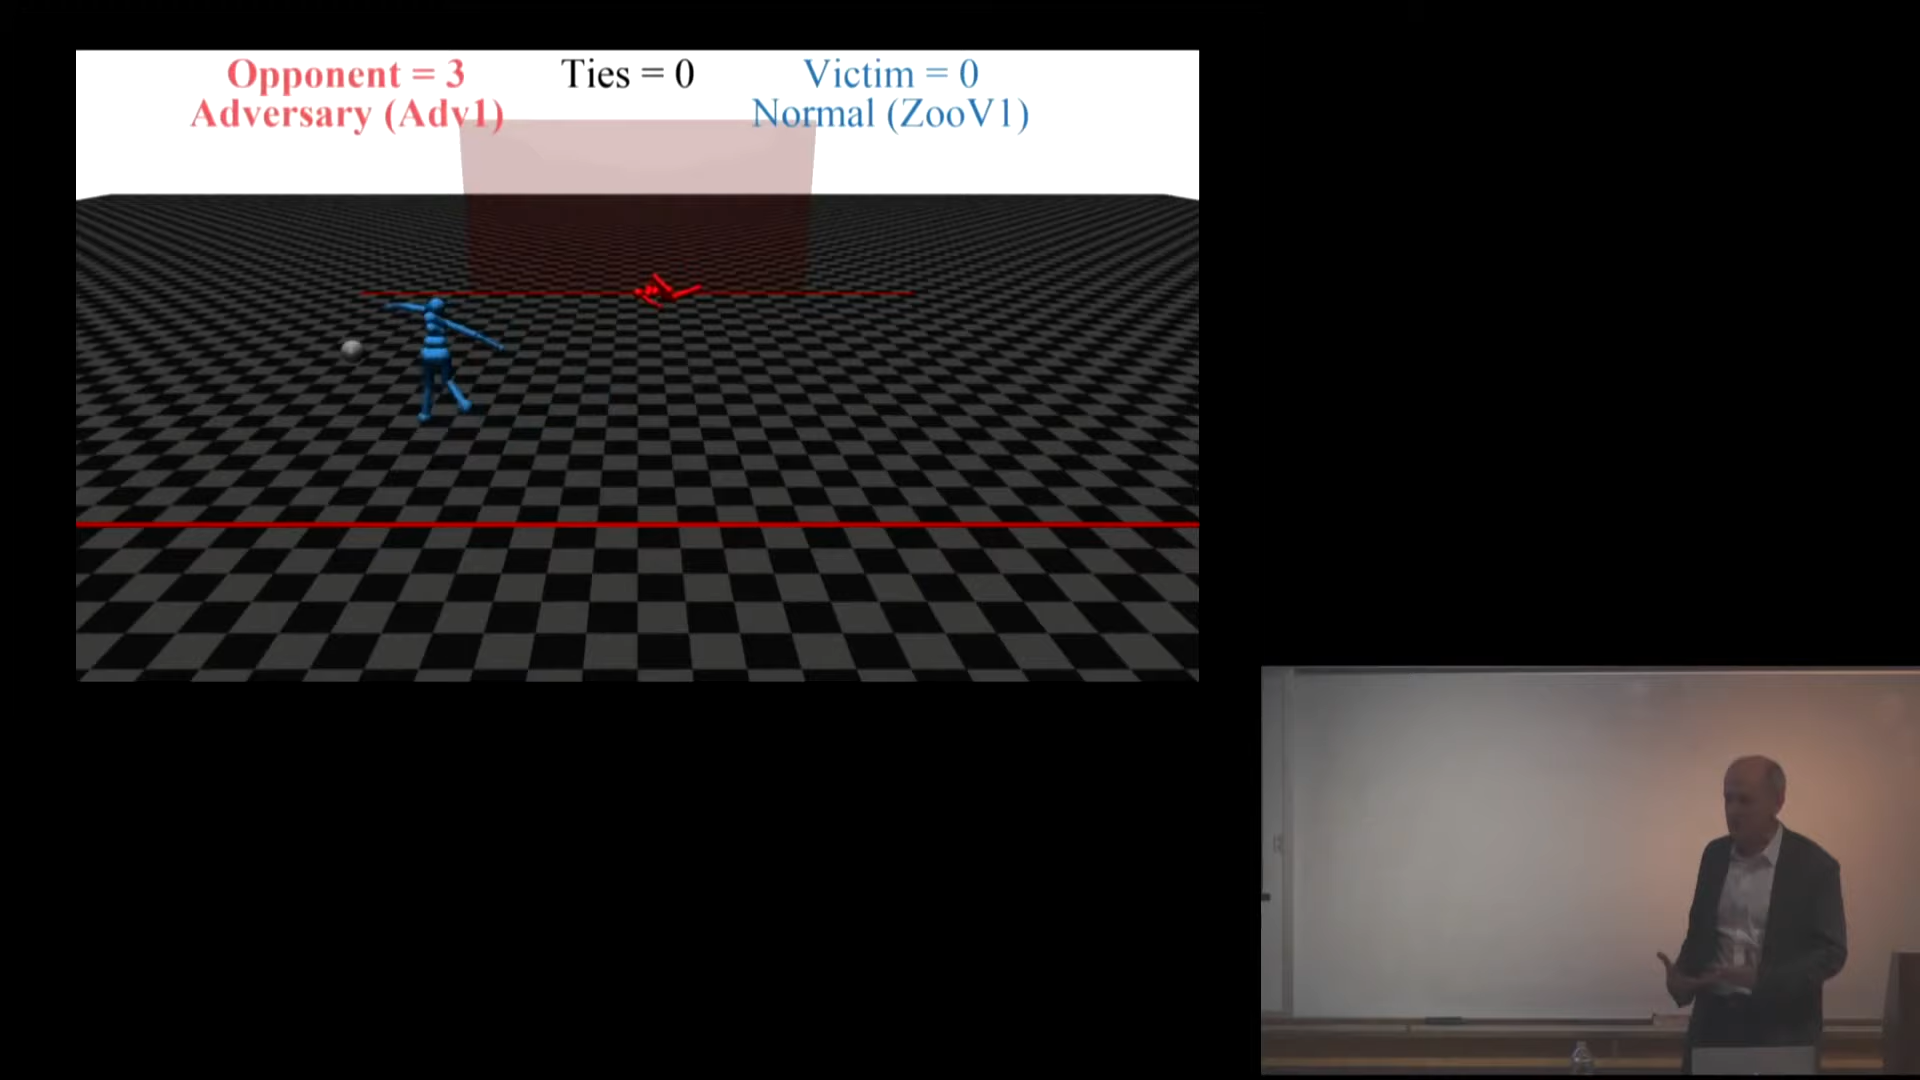 Opponent = 3 Ties = 0 Victim = 0
Adversary (Adv1) Normal (ZooV1)